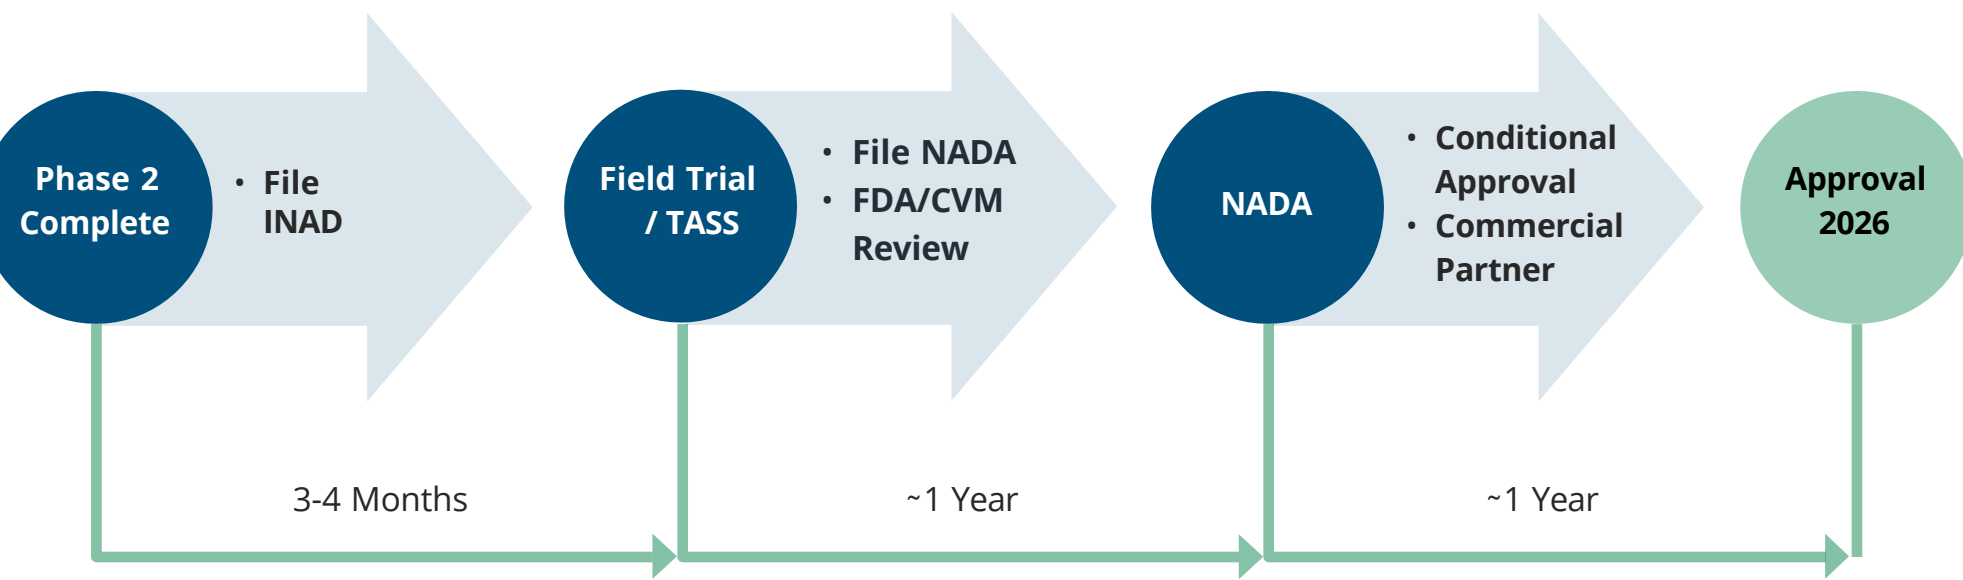 Phase 2
Complete
• File
INAD
Field Trial
/ TASS
• File NADA
• FDA/CVM
Review
NADA
• Conditional
Approval
• Commercial
Partner
Approval
2026
3-4 Months
~1 Year
~1 Year